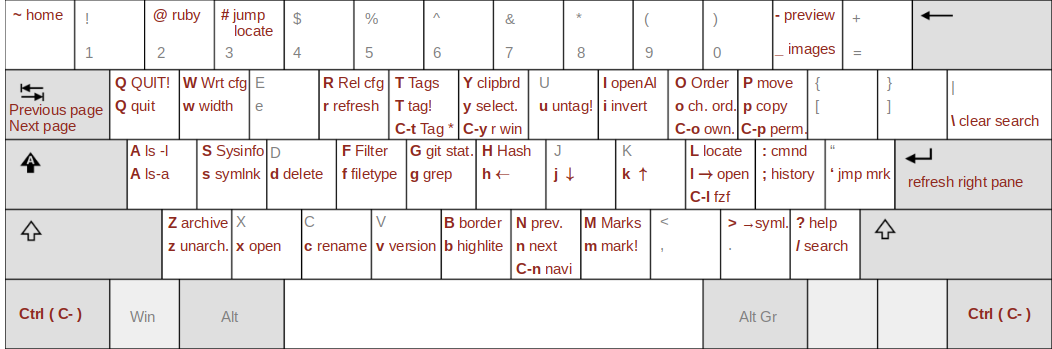 ~ home
!
1
@ ruby
2
# jump
locate
3
$
4
%
5
^
6
&
7
*
8
(
9
)
0
- preview
_ images
+
=
Previous page
Next page
Q QUIT!
Q quit
W Wrt cfg
w width
E
e
R Rel cfg
r refresh
T Tags
T tag!
C-t Tag *
Y clipbrd
y select.
C-y r win
U
u untag!
I openAI
i invert
O Order
o ch. ord.
C-o own.
P move
p copy
C-p perm.
{
[
}
]
|
\ clear search
A
A ls -l
A ls-a
S Sysinfo
s symlnk
D
d delete
F Filter
f filetype
G git stat.
g grep
H Hash
h ←
J
j ↓
K
k ↑
L locate
l → open
C-l fzf
: cmnd
; history
“
‘ jmp mrk
refresh right pane
Z archive
z unarch.
X
x open
C
c rename
V
v version
B border
b highlite
N prev.
n next
C-n navi
M Marks
m mark!
<
,
> →syml.
.
? help
/ search
Ctrl ( C- )
Win
Alt
Alt Gr
Ctrl ( C- )